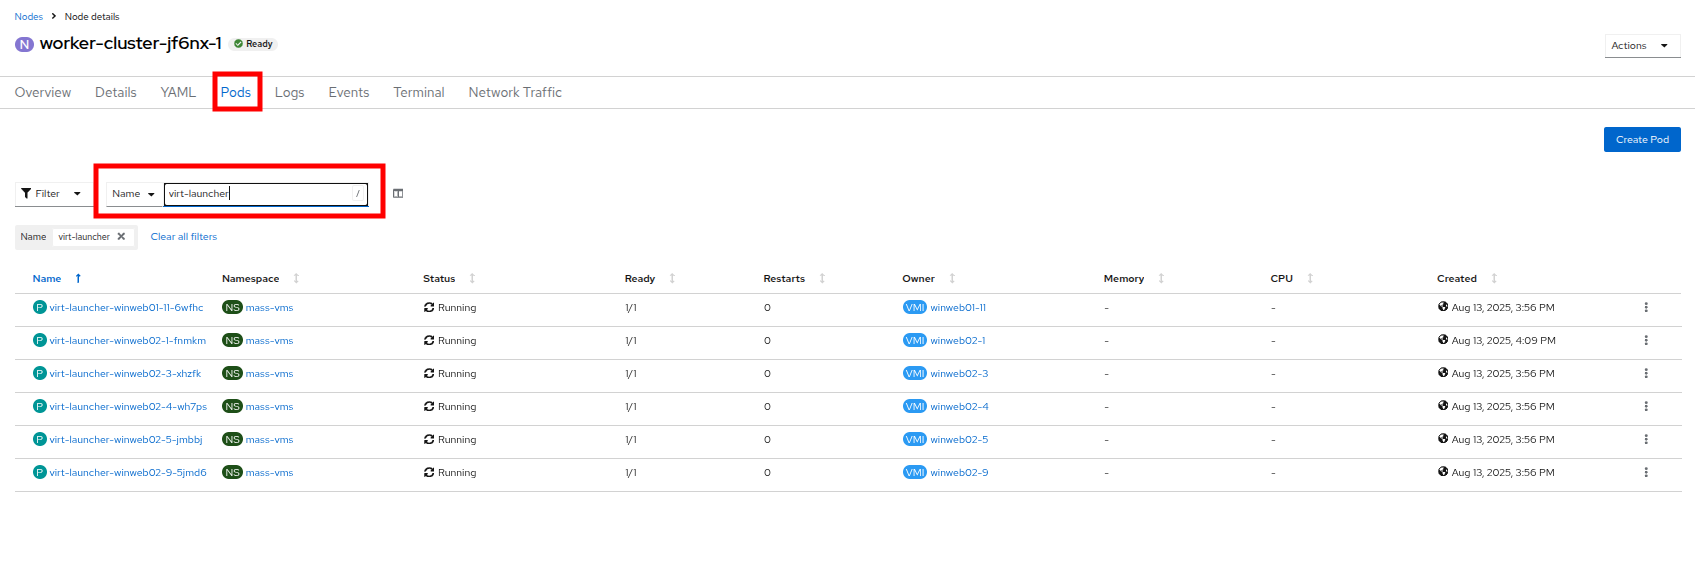 Nodes > Node details
N worker-cluster-jf6nx-1 Ready
Actions
Overview Details YAML Pods Logs Events Terminal Network Traffic
Create Pod
Filter Name virt-launcher /
Name virt-launcher Clear all filters
Name Namespace Status Ready Restarts Owner Memory CPU Created
P virt-launcher-winweb01-11-6wfhc NS mass-vms Running 1/1 0 VMI winweb01-11 - - Aug 13, 2025, 3:56 PM
P virt-launcher-winweb02-1-fnmkm NS mass-vms Running 1/1 0 VMI winweb02-1 - - Aug 13, 2025, 4:09 PM
P virt-launcher-winweb02-3-xhzfk NS mass-vms Running 1/1 0 VMI winweb02-3 - - Aug 13, 2025, 3:56 PM
P virt-launcher-winweb02-4-wh7ps NS mass-vms Running 1/1 0 VMI winweb02-4 - - Aug 13, 2025, 3:56 PM
P virt-launcher-winweb02-5-jmbbj NS mass-vms Running 1/1 0 VMI winweb02-5 - - Aug 13, 2025, 3:56 PM
P virt-launcher-winweb02-9-5jmd6 NS mass-vms Running 1/1 0 VMI winweb02-9 - - Aug 13, 2025, 3:56 PM